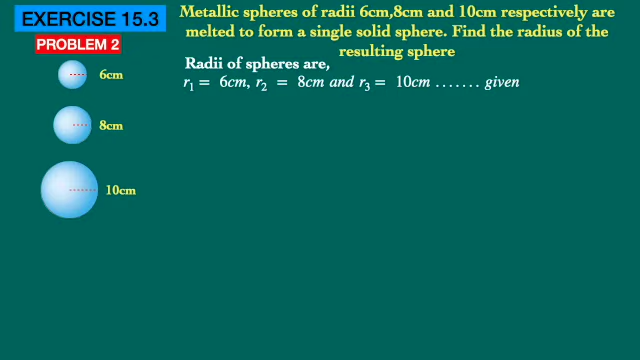 EXERCISE 15.3
PROBLEM 2
Metallic spheres of radii 6cm,8cm and 10cm respectively are
melted to form a single solid sphere. Find the radius of the
resulting sphere
Radii of spheres are,
r₁ = 6cm, r₂ = 8cm and r₃ = 10cm ....... given
6cm
8cm
10cm